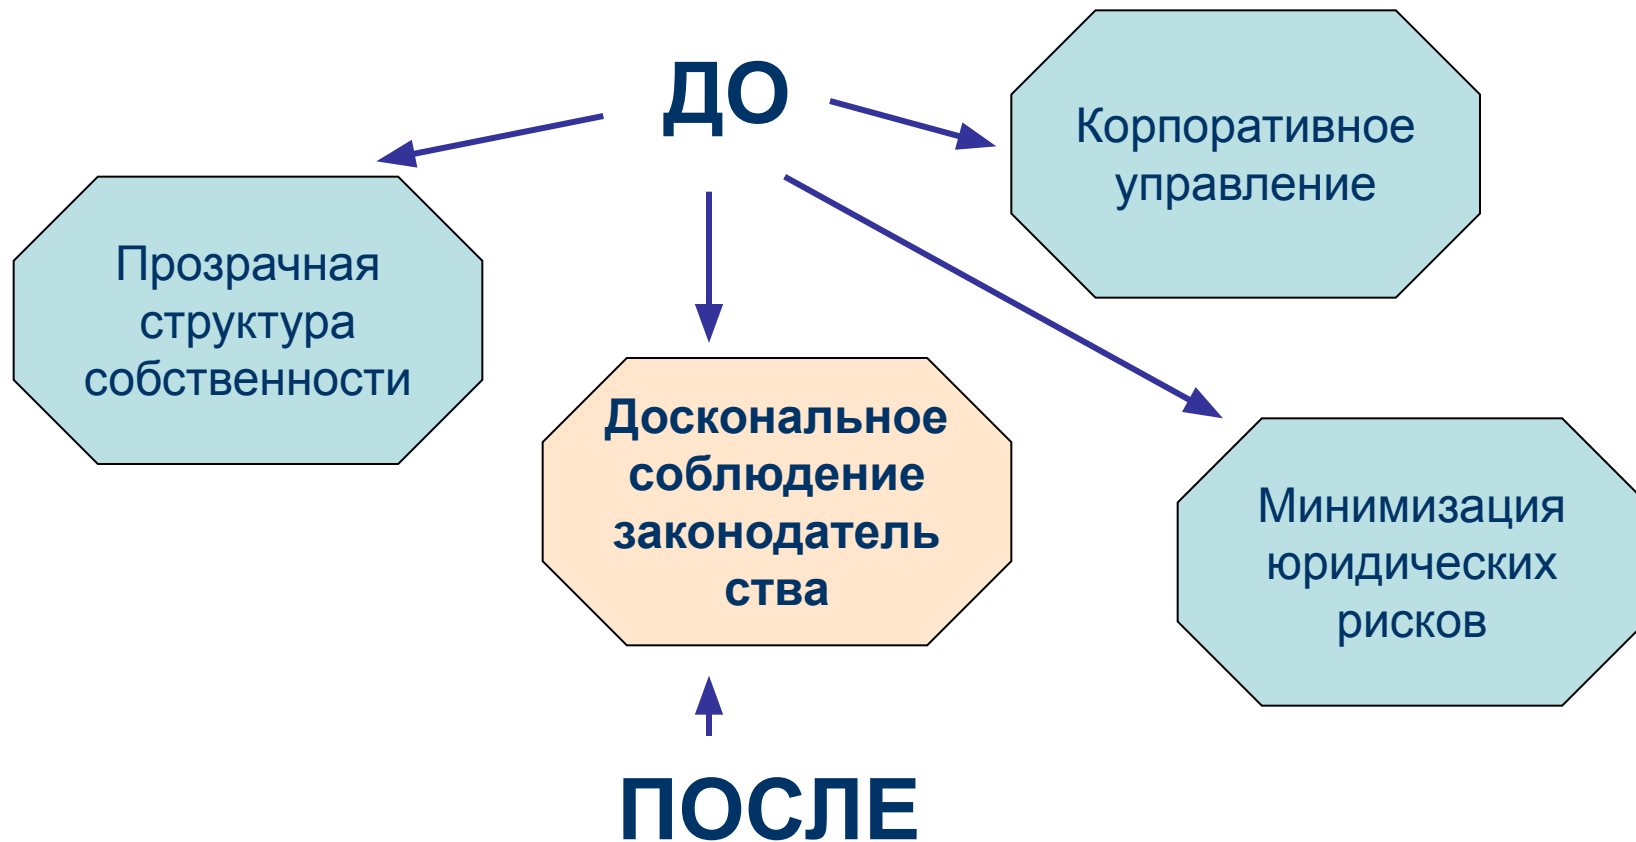 ДО
Корпоративное
управление
Прозрачная
структура
собственности
Доскональное
соблюдение
законодатель
ства
Минимизация
юридических
рисков
ПОСЛЕ